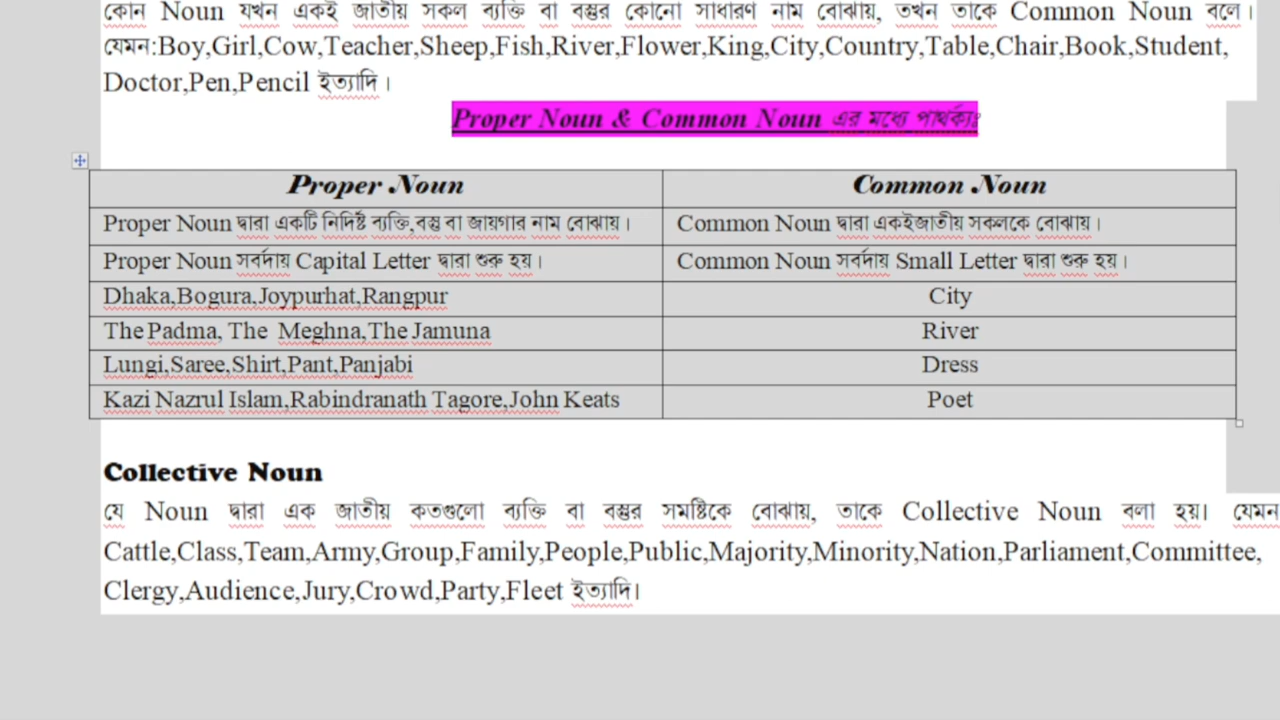 কোন Noun যখন একই জাতীয় সকল ব্যক্তি বা বস্তুর কোনো সাধারণ নাম বোঝায়, তখন তাকে Common Noun বলে।
যেমন:Boy,Girl,Cow,Teacher,Sheep,Fish,River,Flower,King,City,Country,Table,Chair,Book,Student,
Doctor,Pen,Pencil ইত্যাদি।
Proper Noun & Common Noun এর মধ্যে পার্থক্যঃ
Proper Noun Common Noun
Proper Noun দ্বারা একটি নির্দিষ্ট ব্যক্তি,বস্তু বা জায়গার নাম বোঝায়। Common Noun দ্বারা একইজাতীয় সকলকে বোঝায়।
Proper Noun সর্বদায় Capital Letter দ্বারা শুরু হয়। Common Noun সর্বদায় Small Letter দ্বারা শুরু হয়।
Dhaka,Bogura,Joypurhat,Rangpur City
The Padma, The Meghna,The Jamuna River
Lungi,Saree,Shirt,Pant,Panjabi Dress
Kazi Nazrul Islam,Rabindranath Tagore,John Keats Poet
Collective Noun
যে Noun দ্বারা এক জাতীয় কতগুলো ব্যক্তি বা বস্তুর সমষ্টিকে বোঝায়, তাকে Collective Noun বলা হয়। যেমন
Cattle,Class,Team,Army,Group,Family,People,Public,Majority,Minority,Nation,Parliament,Committee,
Clergy,Audience,Jury,Crowd,Party,Fleet ইত্যাদি।